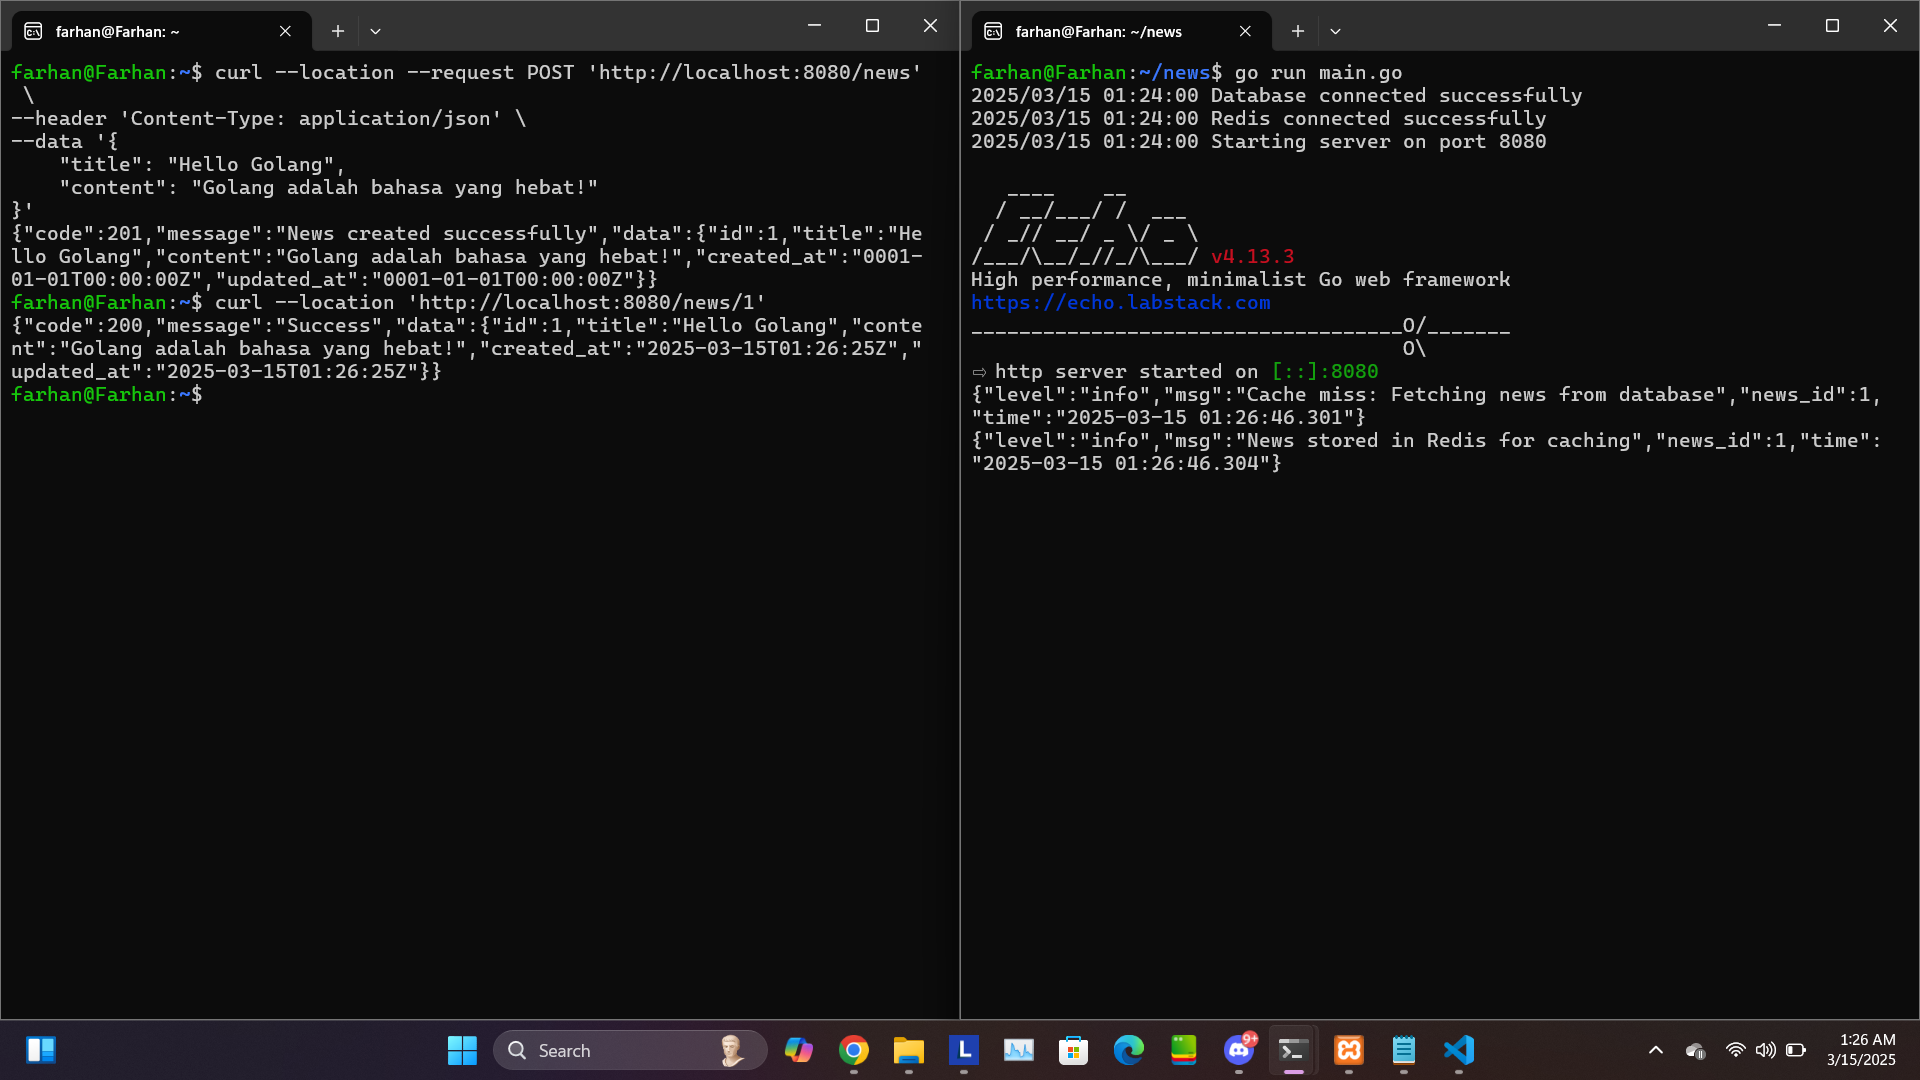 farhan@Farhan: ~
farhan@Farhan:~$ curl --location --request POST 'http://localhost:8080/news'
 \
--header 'Content-Type: application/json' \
--data '{
    "title": "Hello Golang",
    "content": "Golang adalah bahasa yang hebat!"
}'
{"code":201,"message":"News created successfully","data":{"id":1,"title":"He
llo Golang","content":"Golang adalah bahasa yang hebat!","created_at":"0001-
01-01T00:00:00Z","updated_at":"0001-01-01T00:00:00Z"}}
farhan@Farhan:~$ curl --location 'http://localhost:8080/news/1'
{"code":200,"message":"Success","data":{"id":1,"title":"Hello Golang","conte
nt":"Golang adalah bahasa yang hebat!","created_at":"2025-03-15T01:26:25Z","
updated_at":"2025-03-15T01:26:25Z"}}
farhan@Farhan:~$
farhan@Farhan: ~/news
farhan@Farhan:~/news$ go run main.go
2025/03/15 01:24:00 Database connected successfully
2025/03/15 01:24:00 Redis connected successfully
2025/03/15 01:24:00 Starting server on port 8080
   ____    __
  / __/___/ /  ___
 / _// __/ _ \/ _ \
/___/\__/_//_/\___/ v4.13.3
High performance, minimalist Go web framework
https://echo.labstack.com
____________________________________O/_______
                                    O\
⇨ http server started on [::]:8080
{"level":"info","msg":"Cache miss: Fetching news from database","news_id":1,
"time":"2025-03-15 01:26:46.301"}
{"level":"info","msg":"News stored in Redis for caching","news_id":1,"time":
"2025-03-15 01:26:46.304"}
Search
L
9+
1:26 AM
3/15/2025